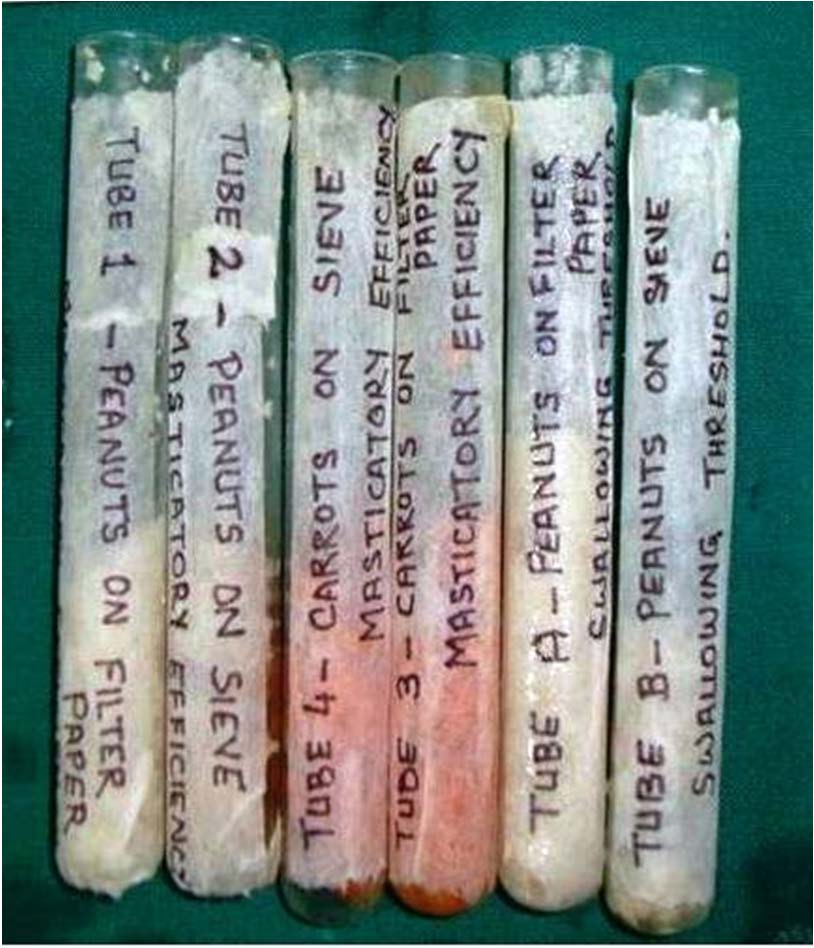 TUBE 1 - PEANUTS ON FILTER
PAPER
TUBE 2 - PEANUTS ON SIEVE
MASTICATORY EFFICIENCY
TUBE 4 - CARROTS ON SIEVE
MASTICATORY EFFICIENCY
TUBE 3 - CARROTS ON FILTER
PAPER
MASTICATORY EFFICIENCY
TUBE A - PEANUTS ON FILTER
PAPER
SWALLOWING THRESHOLD
TUBE B - PEANUTS ON SIEVE
SWALLOWING THRESHOLD.